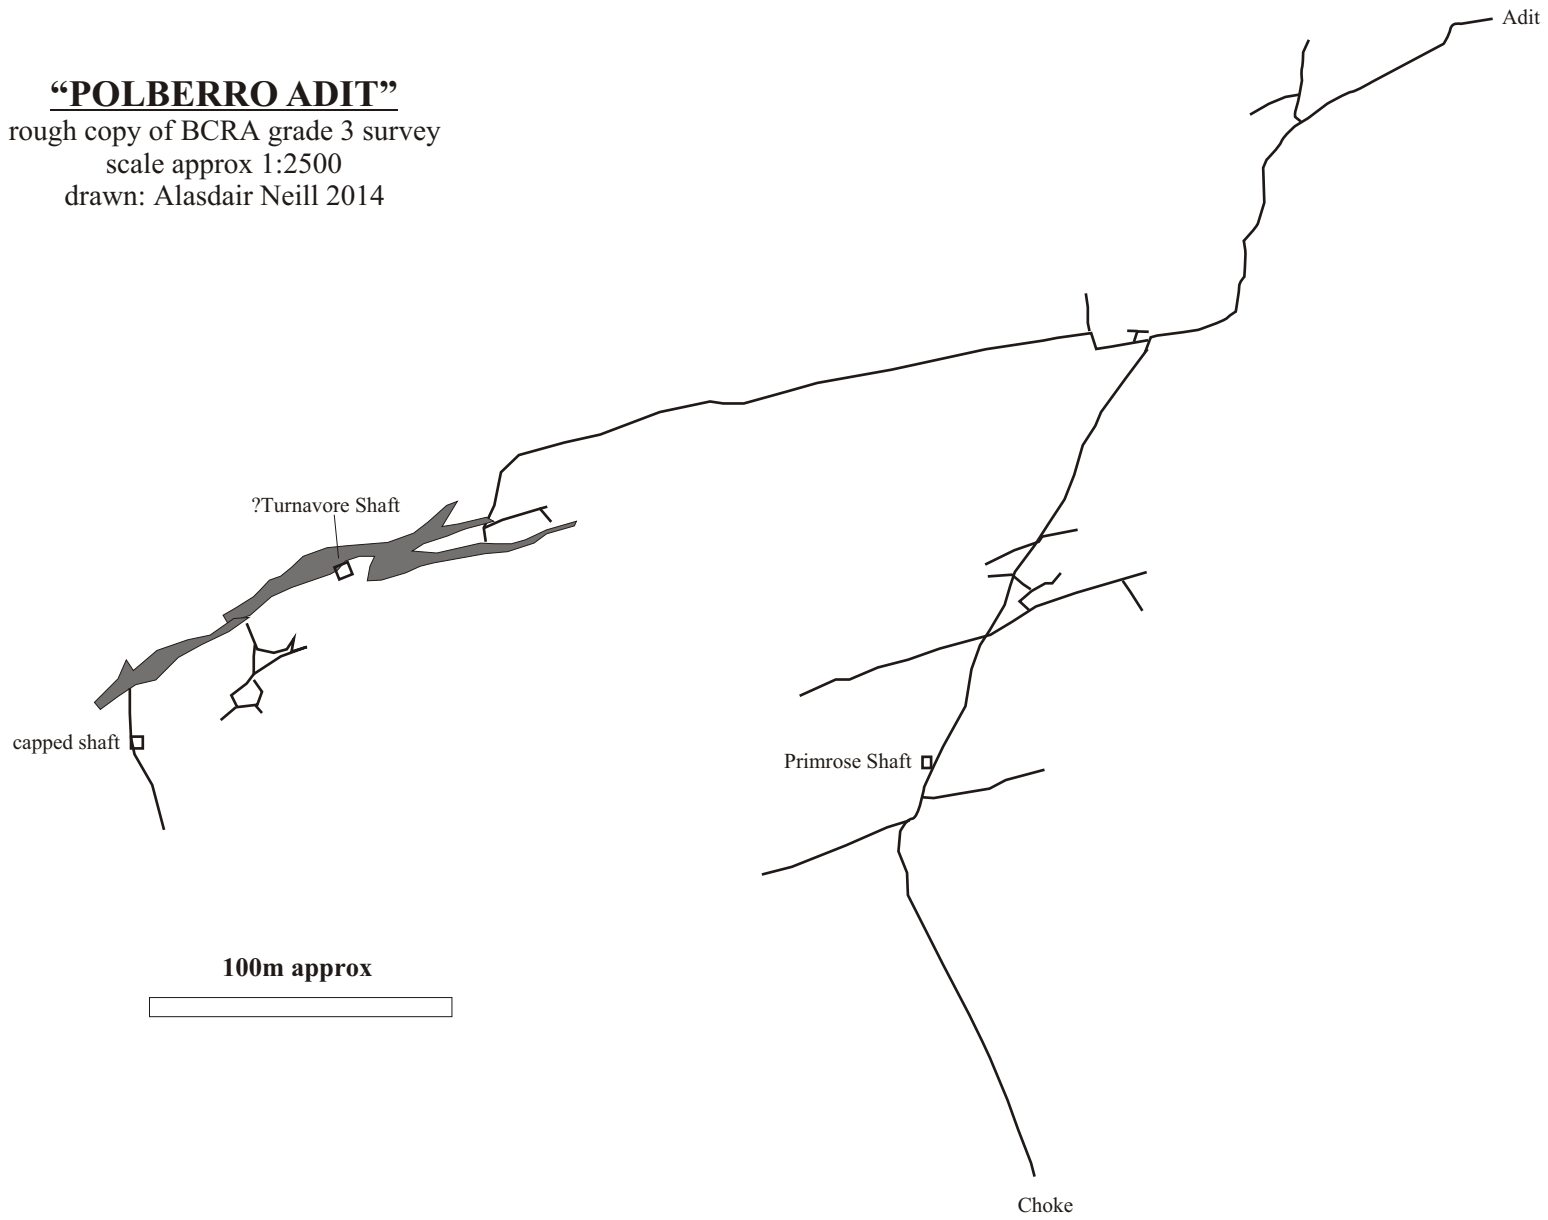 “POLBERRO ADIT”
rough copy of BCRA grade 3 survey
scale approx 1:2500
drawn: Alasdair Neill 2014
Adit
?Turnavore Shaft
capped shaft
Primrose Shaft
100m approx
Choke